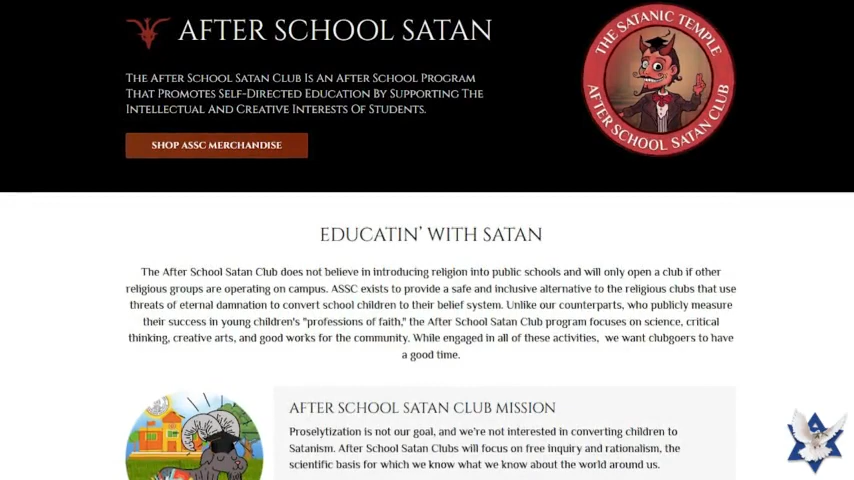 AFTER SCHOOL SATAN
THE AFTER SCHOOL SATAN CLUB IS AN AFTER SCHOOL PROGRAM
THAT PROMOTES SELF-DIRECTED EDUCATION BY SUPPORTING THE
INTELLECTUAL AND CREATIVE INTERESTS OF STUDENTS.
SHOP ASSC MERCHANDISE
THE SATANIC TEMPLE
AFTER SCHOOL SATAN CLUB
EDUCATIN' WITH SATAN
The After School Satan Club does not believe in introducing religion into public schools and will only open a club if other
religious groups are operating on campus. ASSC exists to provide a safe and inclusive alternative to the religious clubs that use
threats of eternal damnation to convert school children to their belief system. Unlike our counterparts, who publicly measure
their success in young children's "professions of faith," the After School Satan Club program focuses on science, critical
thinking, creative arts, and good works for the community. While engaged in all of these activities, we want clubgoers to have
a good time.
AFTER SCHOOL SATAN CLUB MISSION
Proselytization is not our goal, and we're not interested in converting children to
Satanism. After School Satan Clubs will focus on free inquiry and rationalism, the
scientific basis for which we know what we know about the world around us.